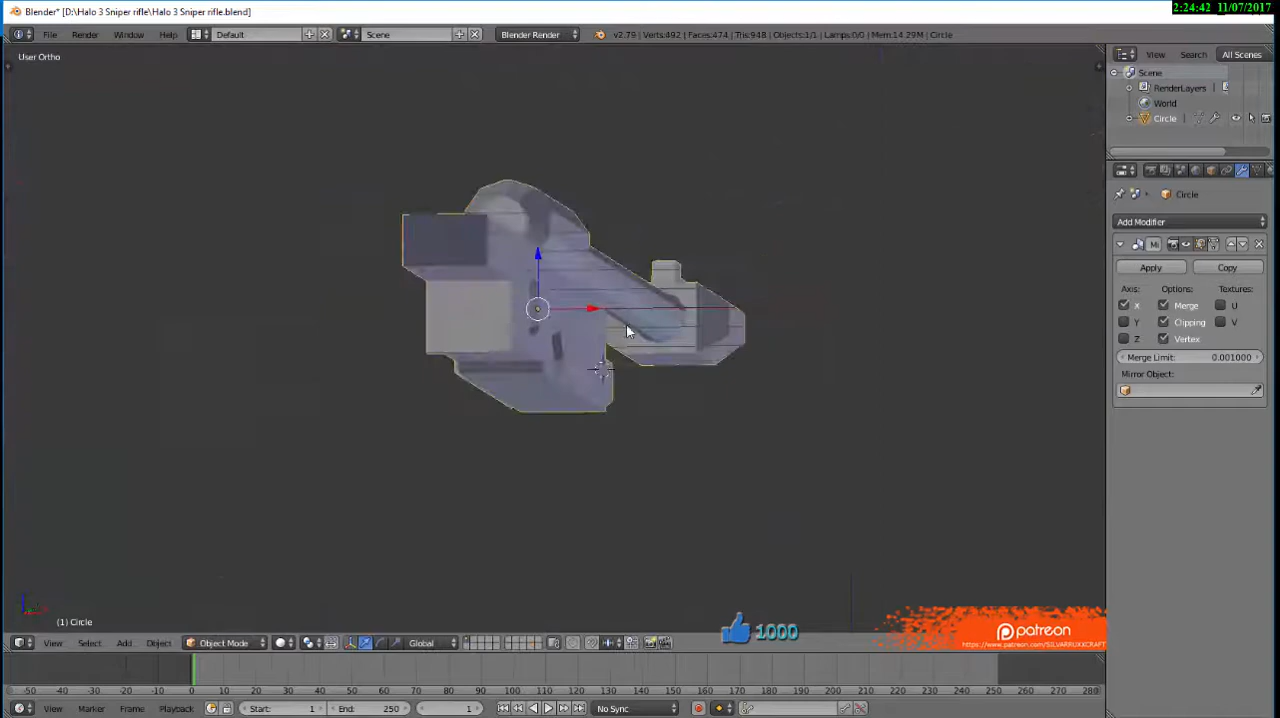 2:24:42 11/07/2017
Blender* [D:\Halo 3 Sniper rifle\Halo 3 Sniper rifle.blend]
File Render Window Help Default Scene Blender Render v2.79 | Verts:492 | Faces:474 | Tris:948 | Objects:1/1 | Lamps:0/0 | Mem:14.29M | Circle
View Search All Scenes
User Ortho
Scene
RenderLayers
World
Circle
Circle
Add Modifier
Mi
Apply Copy
Axis: Options: Textures:
X Merge U
Y Clipping V
Z Vertex
Merge Limit: 0.001000
Mirror Object:
(1) Circle
1000
patreon
https://www.patreon.com/SILVARRUXXCRAFT
View Select Add Object Object Mode Global
-50 -40 -30 -20 -10 0 10 20 30 40 50 60 70 80 90 100 110 120 130 140 150 160 170 180 190 200 210 220 230 240 250 260 270 280
View Marker Frame Playback Start: 1 End: 250 1 No Sync